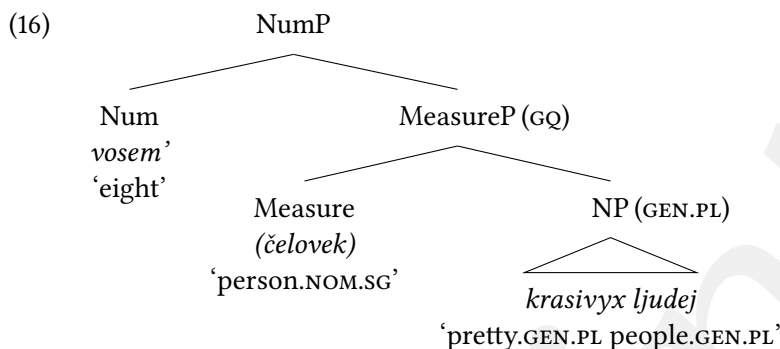 (16) NumP
Num MeasureP (GQ)
vosem’
‘eight’
Measure NP (GEN.PL)
(čelovek)
‘person.NOM.SG’
krasivyx ljudej
‘pretty.GEN.PL people.GEN.PL’